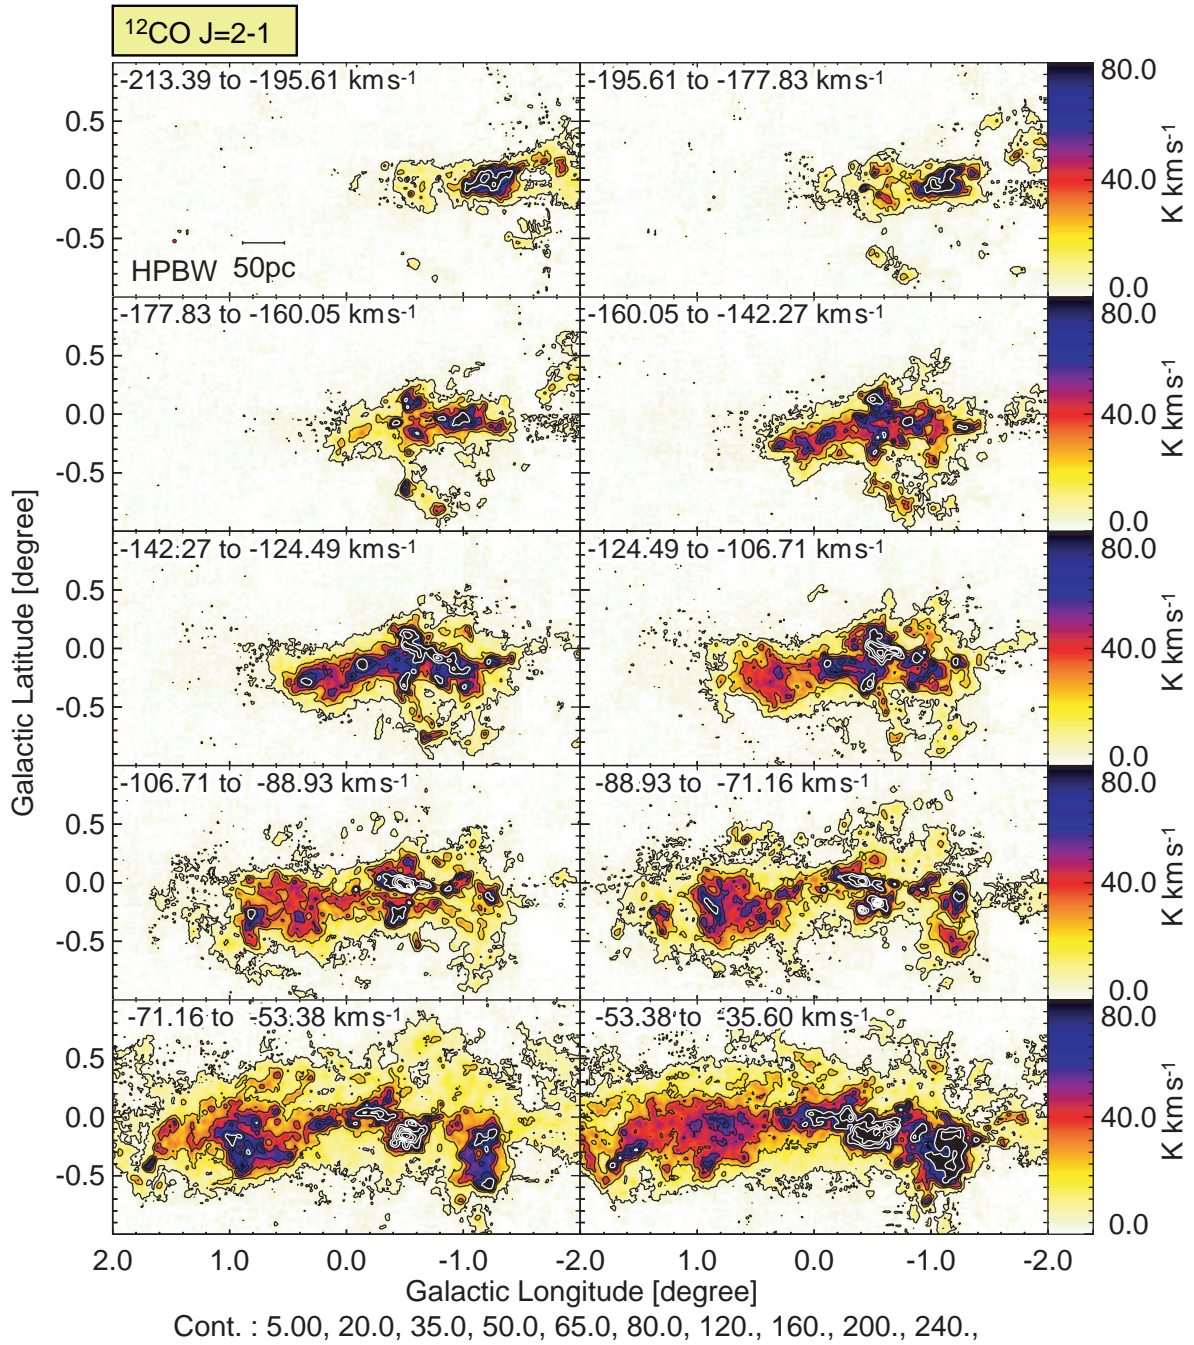 ¹²CO J=2-1
-213.39 to -195.61 kms⁻¹ -195.61 to -177.83 80.0
0.5
0.0 40.0 K kms⁻¹
-0.5
HPBW 50pc 0.0
-177.83 to -160.05 kms⁻¹ -160.05 to -142.27 kms⁻¹ 80.0
0.5
0.0 40.0 K kms⁻¹
-0.5 0.0
-142.27 to -124.49 kms⁻¹ -124.49 to -106.71 kms⁻¹ 80.0
0.5
0.0 40.0 K kms⁻¹
-0.5 0.0
-106.71 to -88.93 kms⁻¹ -88.93 to -71.16 kms⁻¹ 80.0
0.5
0.0 40.0 K kms⁻¹
-0.5 0.0
-71.16 to -53.38 kms⁻¹ -53.38 to -35.60 kms⁻¹ 80.0
0.5
0.0 40.0 K kms⁻¹
-0.5 0.0
Galactic Latitude [degree]
2.0 1.0 0.0 -1.0 -2.0 1.0 0.0 -1.0 -2.0
Galactic Longitude [degree]
Cont. : 5.00, 20.0, 35.0, 50.0, 65.0, 80.0, 120., 160., 200., 240.,